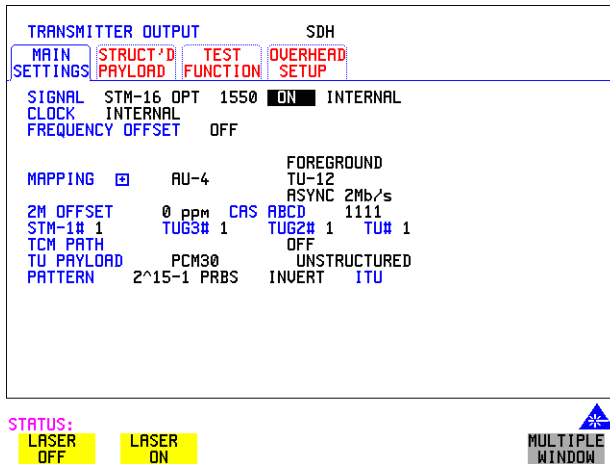 TRANSMITTER OUTPUT SDH
MAIN SETTINGS
STRUCT'D PAYLOAD
TEST FUNCTION
OVERHEAD SETUP
SIGNAL STM-16 OPT 1550 ON INTERNAL
CLOCK INTERNAL
FREQUENCY OFFSET OFF
FOREGROUND
MAPPING + AU-4 TU-12
ASYNC 2Mb/s
2M OFFSET 0 ppm CAS ABCD 1111
STM-1# 1 TUG3# 1 TUG2# 1 TU# 1
TCM PATH OFF
TU PAYLOAD PCM30 UNSTRUCTURED
PATTERN 2^15-1 PRBS INVERT ITU
STATUS:
LASER OFF
LASER ON
MULTIPLE WINDOW